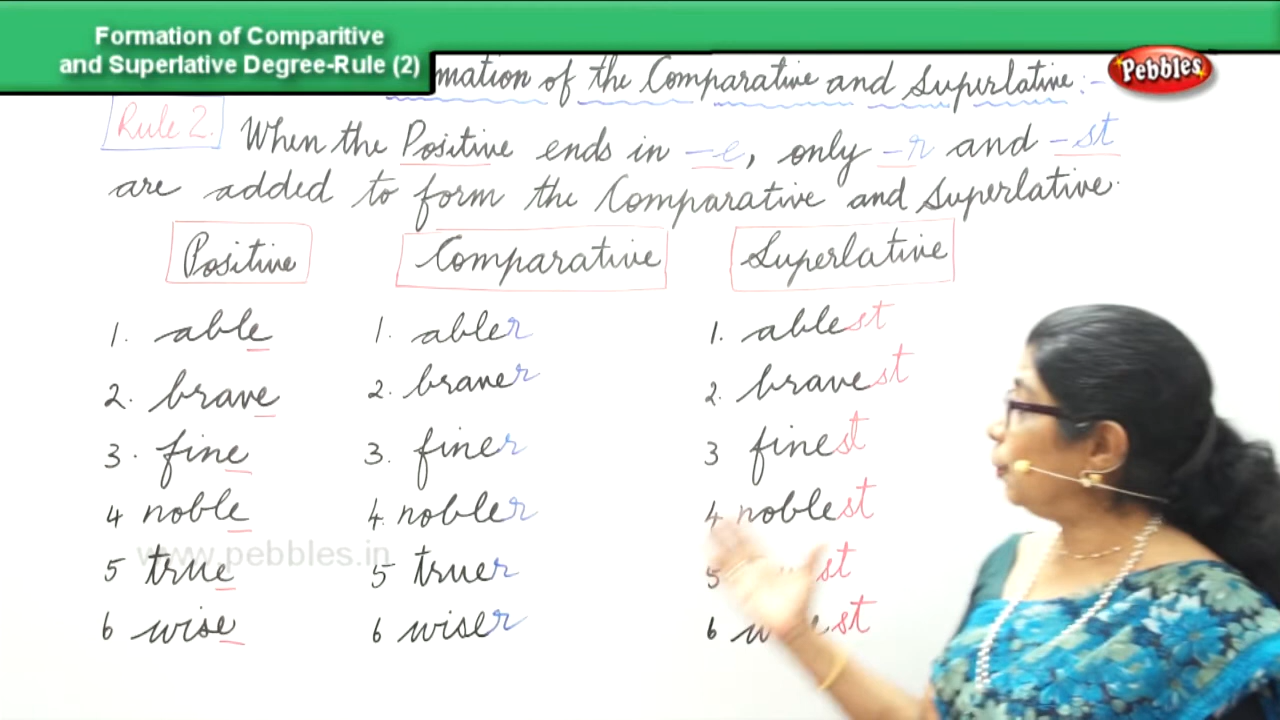 Formation of Comparitive
and Superlative Degree-Rule (2)
mation of the Comparative and Superlative:-
Pebbles
Rule 2. When the Positive ends in -e, only -r and -st
are added to form the Comparative and Superlative.
Positive Comparative Superlative
1. able 1. abler 1. ablest
2. brave 2. braver 2. bravest
3. fine 3. finer 3 finest
4 noble 4. nobler 4 noblest
www.pebbles.in
5 true 5 truer 5 st
6 wise 6 wiser 6 w e st